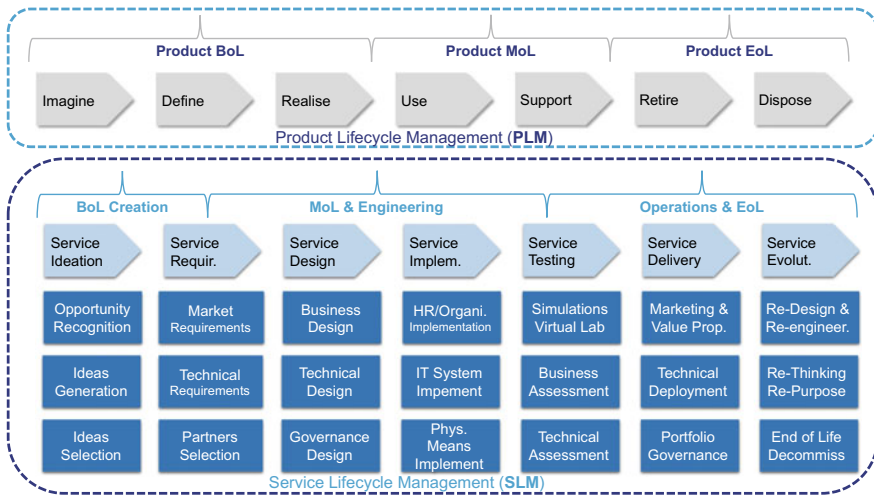 Product BoL
Product MoL
Product EoL
Imagine
Define
Realise
Use
Support
Retire
Dispose
Product Lifecycle Management (PLM)
BoL Creation
MoL & Engineering
Operations & EoL
Service
Ideation
Service
Requir.
Service
Design
Service
Implem.
Service
Testing
Service
Delivery
Service
Evolut.
Opportunity
Recognition
Market
Requirements
Business
Design
HR/Organi.
Implementation
Simulations
Virtual Lab
Marketing &
Value Prop.
Re-Design &
Re-engineer.
Ideas
Generation
Technical
Requirements
Technical
Design
IT System
Impement
Business
Assessment
Technical
Deployment
Re-Thinking
Re-Purpose
Ideas
Selection
Partners
Selection
Governance
Design
Phys.
Means
Implement
Technical
Assessment
Portfolio
Governance
End of Life
Decommiss
Service Lifecycle Management (SLM)